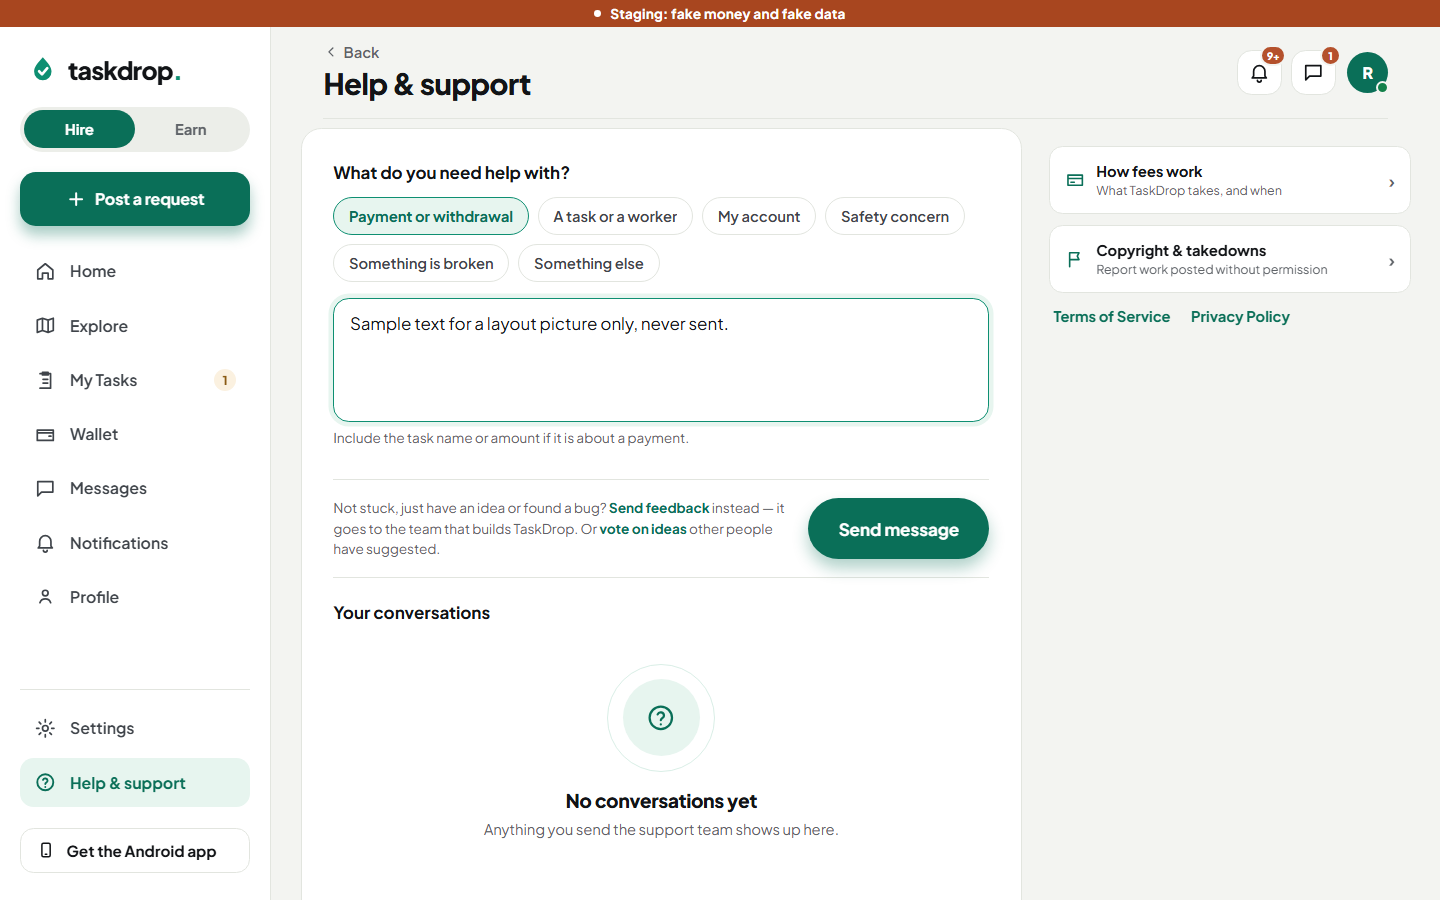 Staging: fake money and fake data
taskdrop.
Hire
Earn
Post a request
Home
Explore
My Tasks
1
Wallet
Messages
Notifications
Profile
Settings
Help & support
Get the Android app
Back
Help & support
9+
1
R
What do you need help with?
Payment or withdrawal
A task or a worker
My account
Safety concern
Something is broken
Something else
Sample text for a layout picture only, never sent.
Include the task name or amount if it is about a payment.
Not stuck, just have an idea or found a bug? Send feedback instead — it
goes to the team that builds TaskDrop. Or vote on ideas other people
have suggested.
Send message
Your conversations
No conversations yet
Anything you send the support team shows up here.
How fees work
What TaskDrop takes, and when
Copyright & takedowns
Report work posted without permission
Terms of Service
Privacy Policy